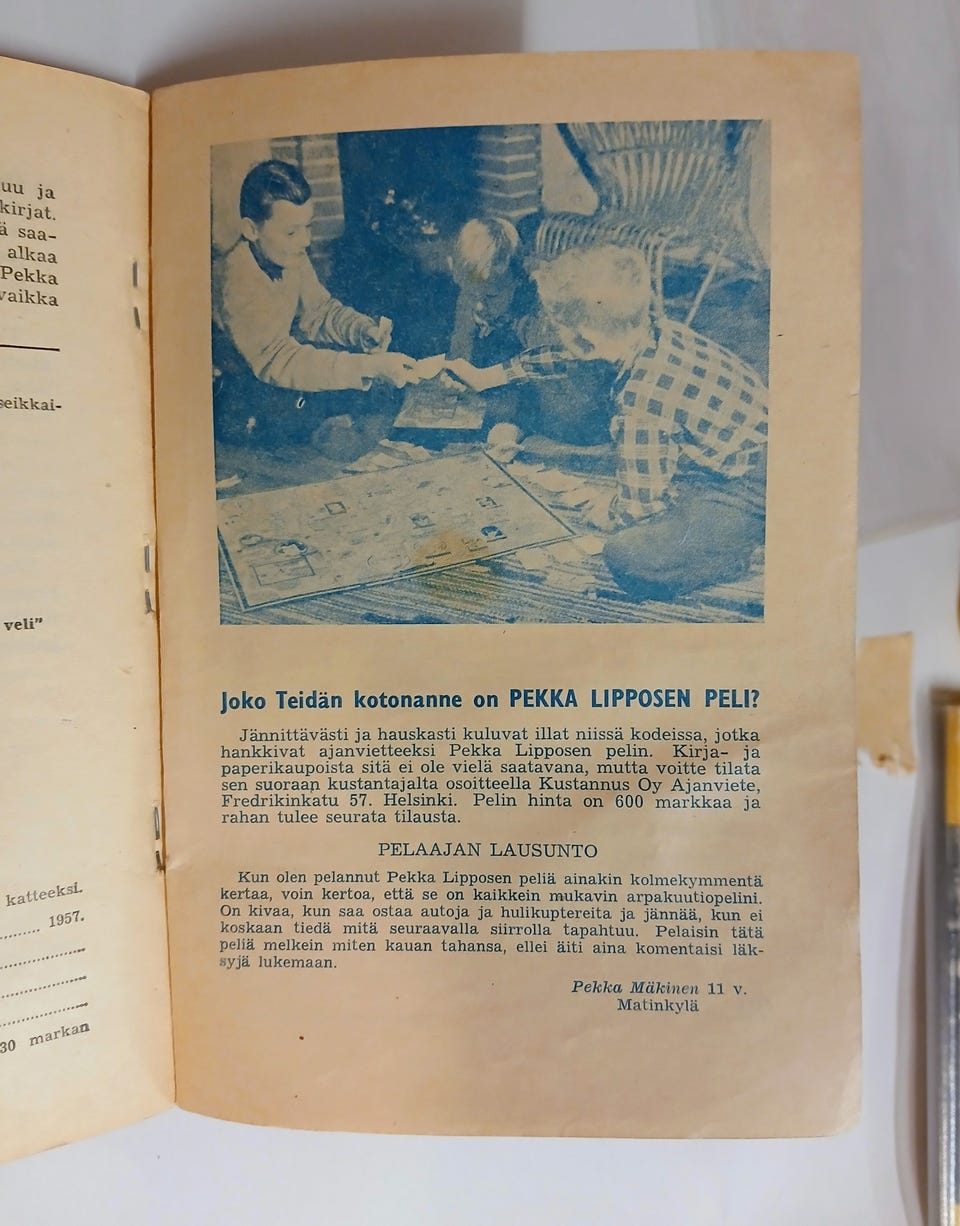 uu ja
kirjat.
ä saa-
alkaa
Pekka
vaikka
seikkai-
veli"
katteeksi.
1957.
30 markan
Joko Teidän kotonanne on PEKKA LIPPOSEN PELI?
Jännittävästi ja hauskasti kuluvat illat niissä kodeissa, jotka
hankkivat ajanvietteeksi Pekka Lipposen pelin. Kirja- ja
paperikaupoista sitä ei ole vielä saatavana, mutta voitte tilata
sen suoraan kustantajalta osoitteella Kustannus Oy Ajanviete,
Fredrikinkatu 57. Helsinki. Pelin hinta on 600 markkaa ja
rahan tulee seurata tilausta.
PELAAJAN LAUSUNTO
Kun olen pelannut Pekka Lipposen peliä ainakin kolmekymmentä
kertaa, voin kertoa, että se on kaikkein mukavin arpakuutiopelini.
On kivaa, kun saa ostaa autoja ja hulikuptereita ja jännää, kun ei
koskaan tiedä mitä seuraavalla siirrolla tapahtuu. Pelaisin tätä
peliä melkein miten kauan tahansa, ellei äiti aina komentaisi läk-
syjä lukemaan.
Pekka Mäkinen 11 v.
Matinkylä